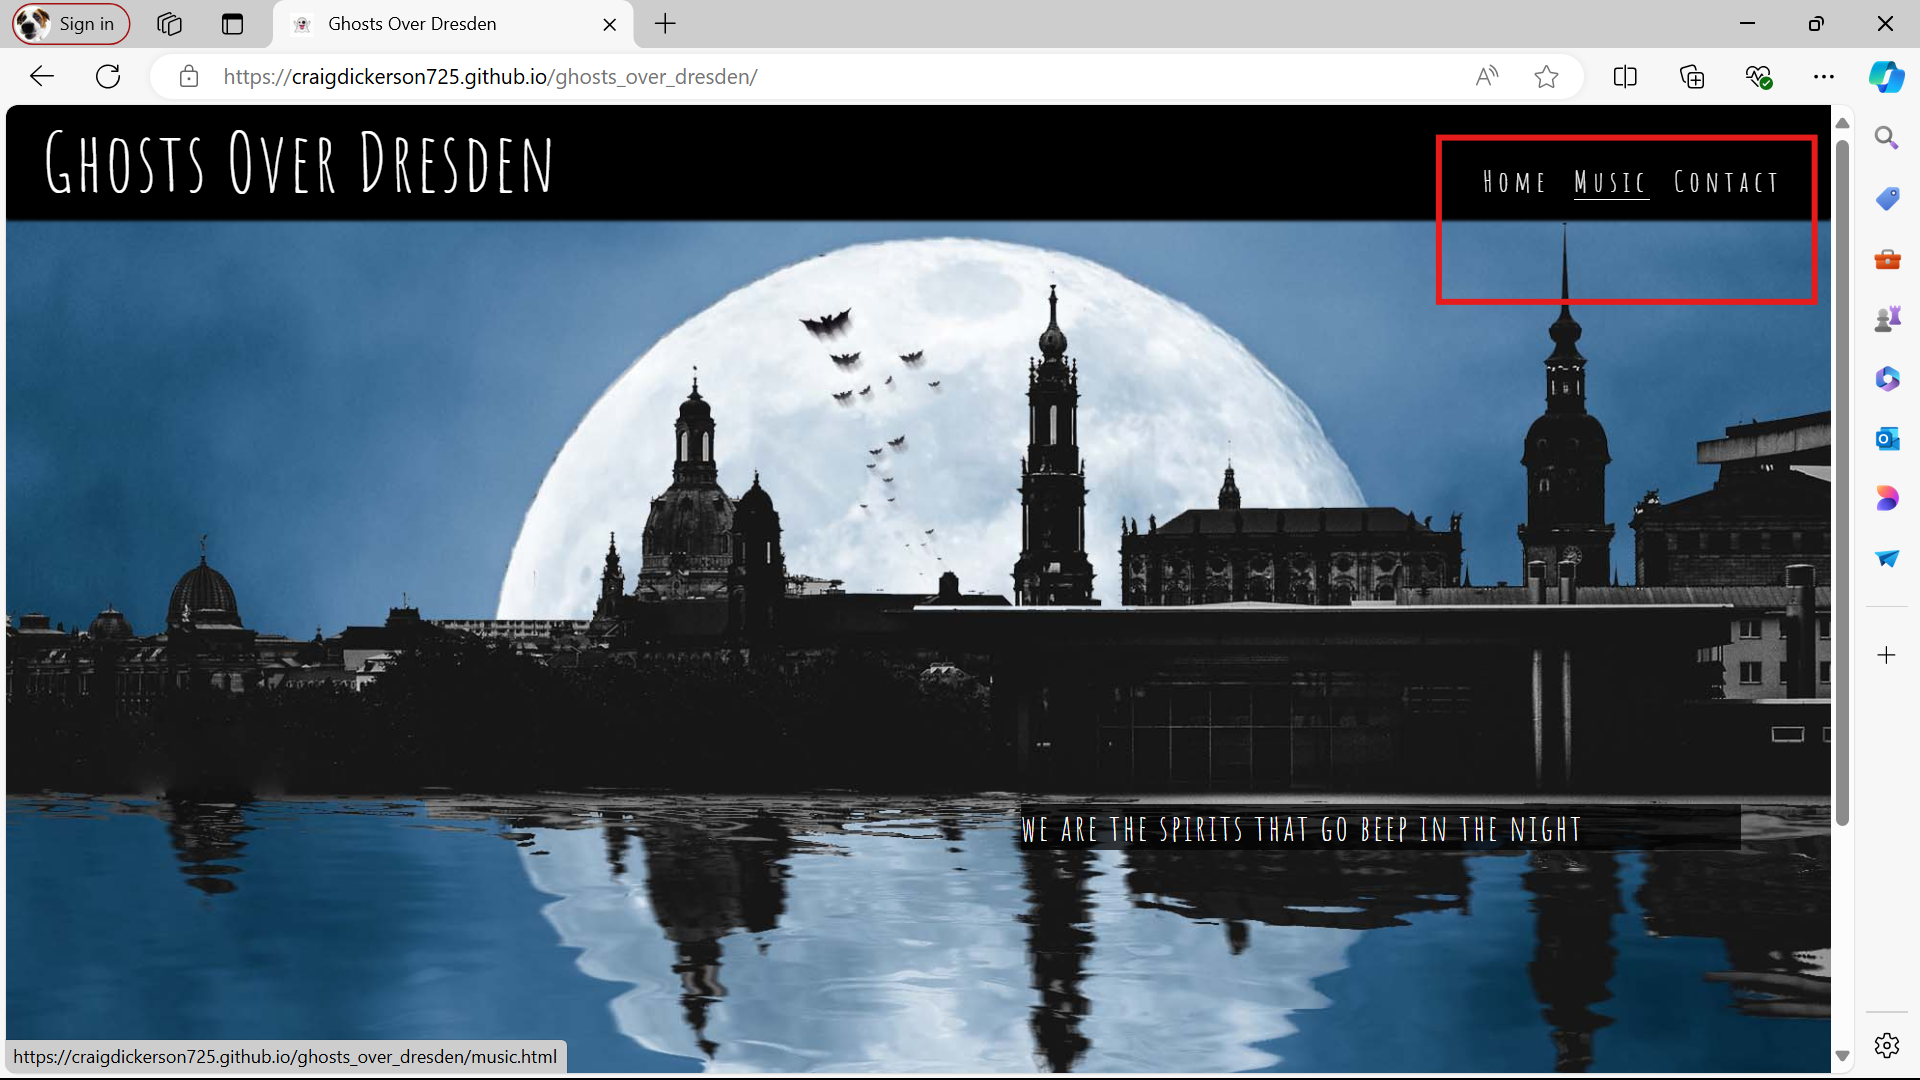 Sign in
Ghosts Over Dresden
https://craigdickerson725.github.io/ghosts_over_dresden/
Ghosts Over Dresden
Home Music Contact
WE ARE THE SPIRITS THAT GO BEEP IN THE NIGHT
https://craigdickerson725.github.io/ghosts_over_dresden/music.html